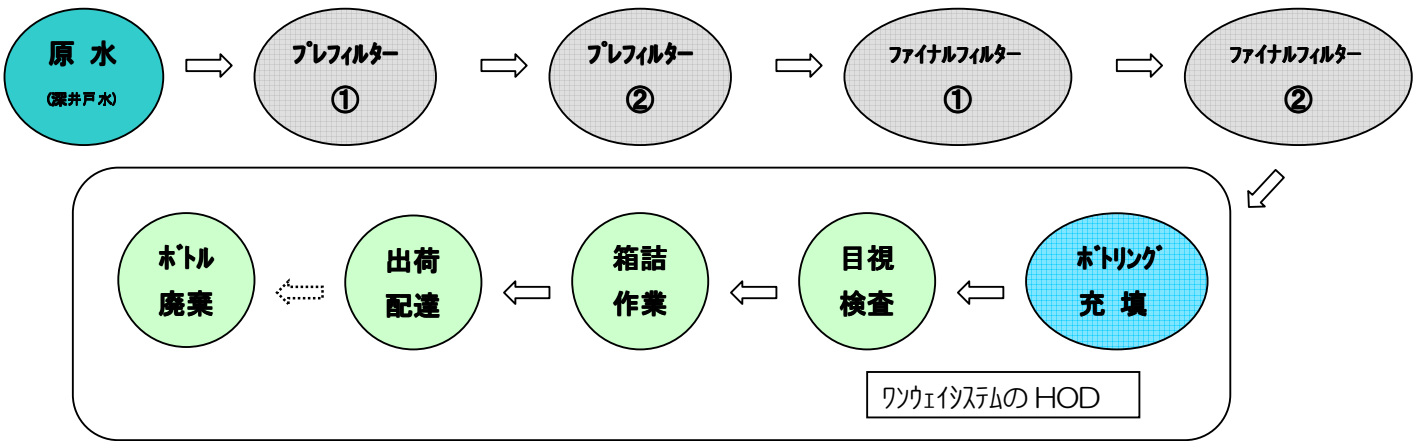 原 水
(深井戸水)
ﾌﾟﾚﾌｨﾙﾀｰ
①
ﾌﾟﾚﾌｨﾙﾀｰ
②
ﾌｧｲﾅﾙﾌｨﾙﾀｰ
①
ﾌｧｲﾅﾙﾌｨﾙﾀｰ
②
ﾎﾞﾄﾘﾝｸﾞ
充 填
目視
検査
箱詰
作業
出荷
配達
ﾎﾞﾄﾙ
廃棄
ﾜﾝｳｪｲｼｽﾃﾑの HOD